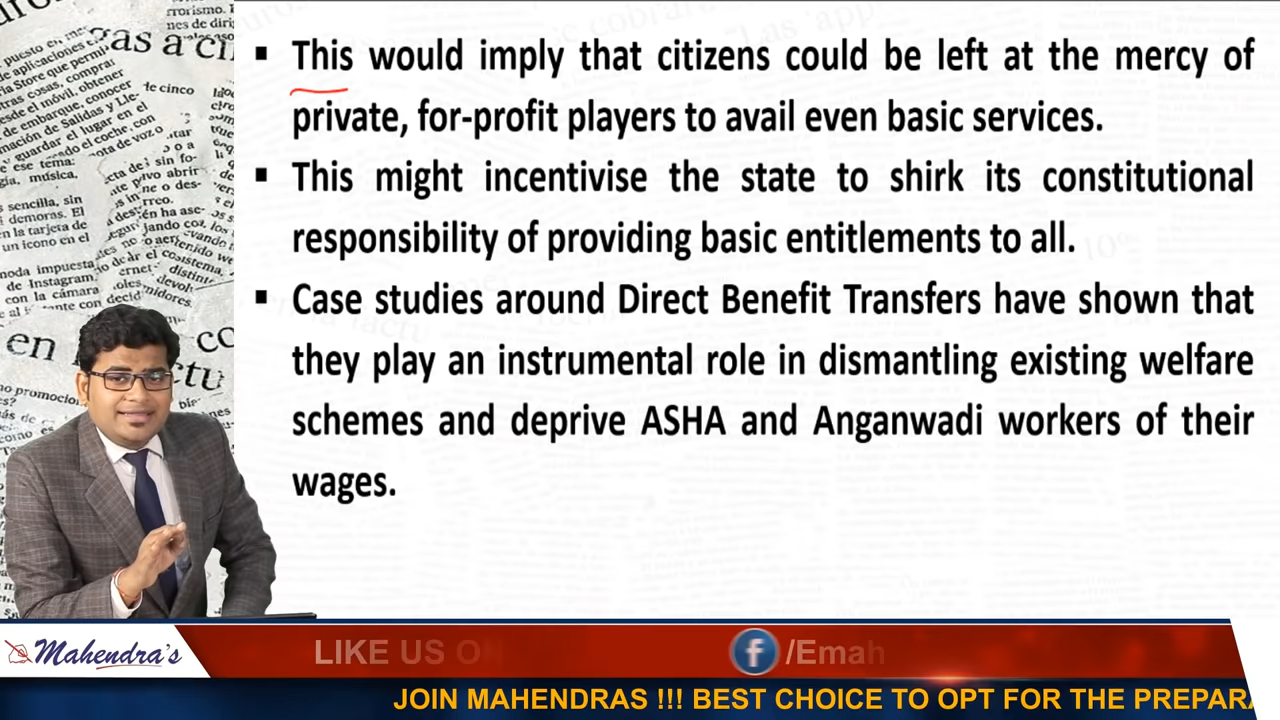 ▪ This would imply that citizens could be left at the mercy of
private, for-profit players to avail even basic services.
▪ This might incentivise the state to shirk its constitutional
responsibility of providing basic entitlements to all.
▪ Case studies around Direct Benefit Transfers have shown that
they play an instrumental role in dismantling existing welfare
schemes and deprive ASHA and Anganwadi workers of their
wages.
Mahendra's
LIKE US ON
/Emah
JOIN MAHENDRAS !!! BEST CHOICE TO OPT FOR THE PREPARA